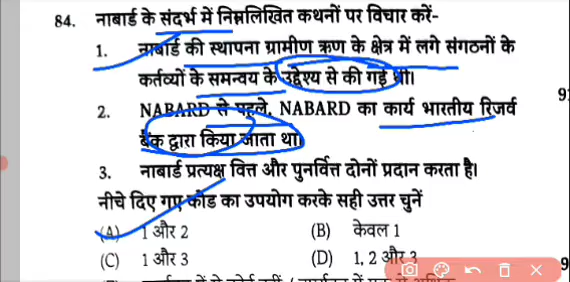 84. नाबार्ड के संदर्भ में निम्नलिखित कथनों पर विचार करें-
1. नाबार्ड की स्थापना ग्रामीण ऋण के क्षेत्र में लगे संगठनों के
कर्तव्यों के समन्वय के उद्देश्य से की गई थी।
2. NABARD से पहले, NABARD का कार्य भारतीय रिजर्व
बैंक द्वारा किया जाता था।
3. नाबार्ड प्रत्यक्ष वित्त और पुनर्वित्त दोनों प्रदान करता है।
नीचे दिए गए कोड का उपयोग करके सही उत्तर चुनें
(A) 1 और 2 (B) केवल 1
(C) 1 और 3 (D) 1, 2 और 3